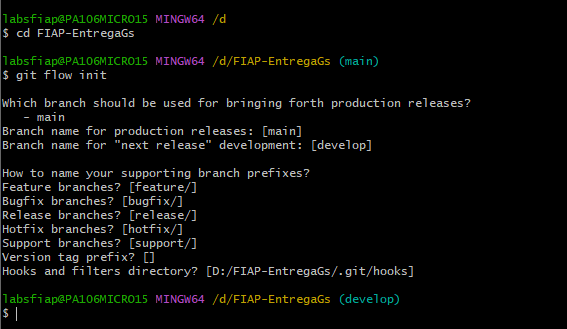 labsfiap@PA106MICRO15 MINGW64 /d
$ cd FIAP-EntregaGs
labsfiap@PA106MICRO15 MINGW64 /d/FIAP-EntregaGs (main)
$ git flow init
Which branch should be used for bringing forth production releases?
   - main
Branch name for production releases: [main]
Branch name for "next release" development: [develop]
How to name your supporting branch prefixes?
Feature branches? [feature/]
Bugfix branches? [bugfix/]
Release branches? [release/]
Hotfix branches? [hotfix/]
Support branches? [support/]
Version tag prefix? []
Hooks and filters directory? [D:/FIAP-EntregaGs/.git/hooks]
labsfiap@PA106MICRO15 MINGW64 /d/FIAP-EntregaGs (develop)
$